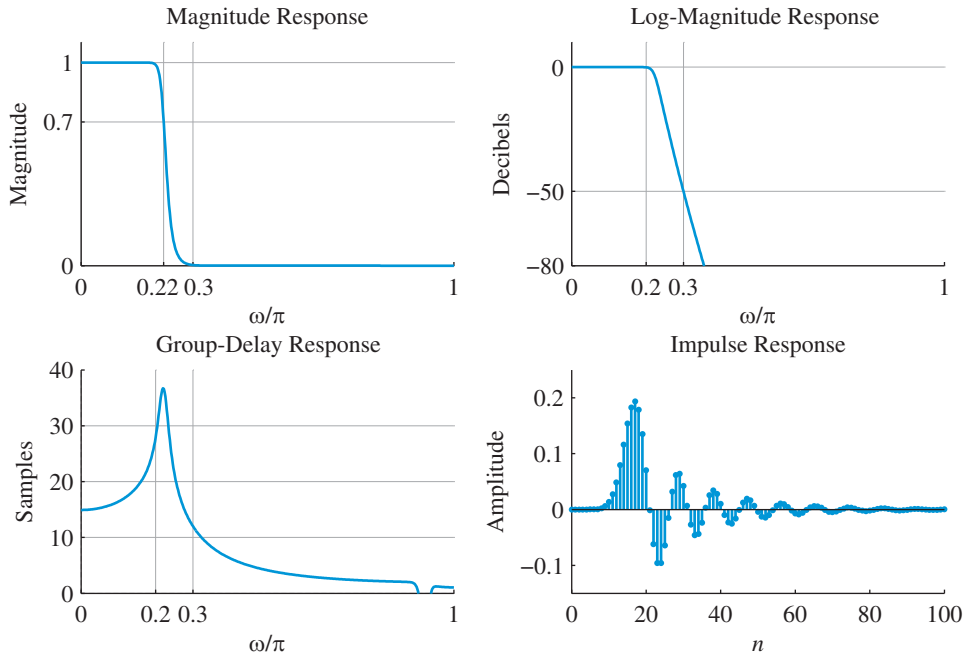 Magnitude Response
1
0.7
0
Magnitude
0
0.22
0.3
1
ω/π
Log-Magnitude Response
0
−50
−80
Decibels
0
0.2
0.3
1
ω/π
Group-Delay Response
40
30
20
10
0
Samples
0
0.2
0.3
1
ω/π
Impulse Response
0.2
0.1
0
−0.1
Amplitude
0
20
40
60
80
100
n